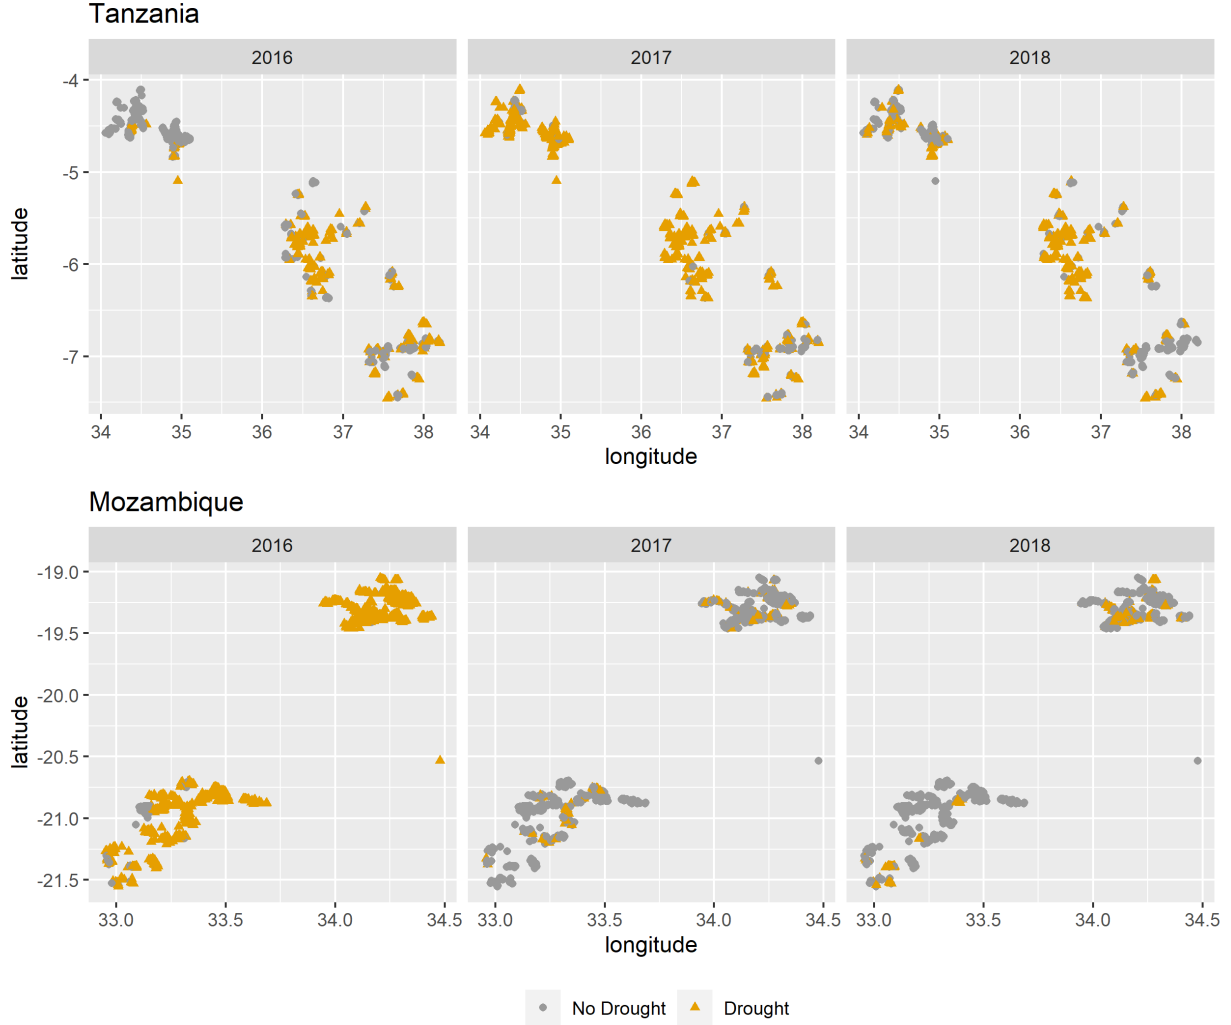 Tanzania
2016 2017 2018
-4
-5
-6
-7
latitude
34 35 36 37 38 34 35 36 37 38 34 35 36 37 38
longitude
Mozambique
2016 2017 2018
-19.0
-19.5
-20.0
-20.5
-21.0
-21.5
latitude
33.0 33.5 34.0 34.5 33.0 33.5 34.0 34.5 33.0 33.5 34.0 34.5
longitude
No Drought Drought